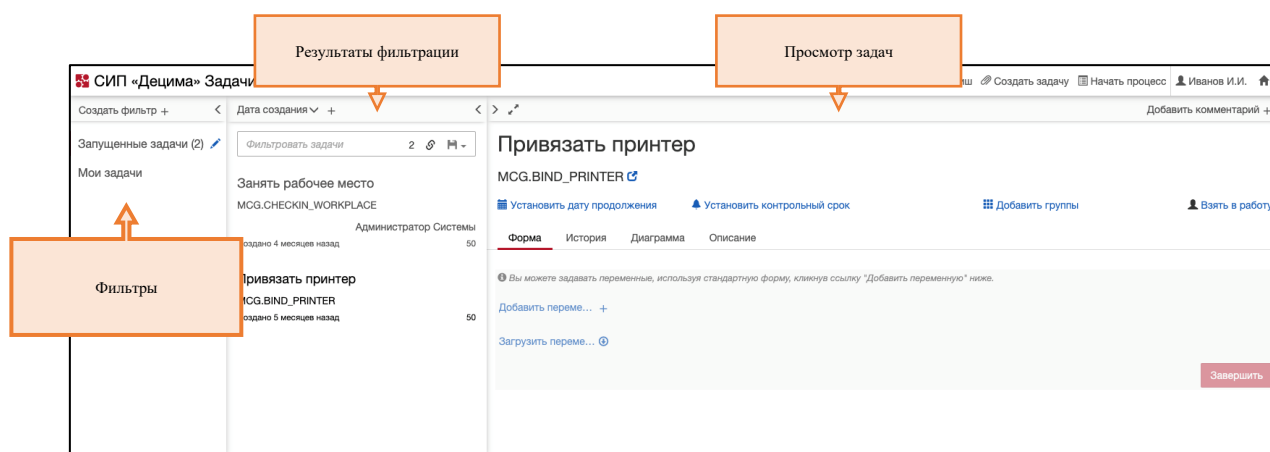 Результаты фильтрации
Просмотр задач
СИП «Децима» Задачи
Создать задачу
Начать процесс
Иванов И.И.
Создать фильтр +
Дата создания +
Добавить комментарий +
Запущенные задачи (2)
Мои задачи
Фильтровать задачи 2
Занять рабочее место
MCG.CHECKIN_WORKPLACE
Администратор Системы
оздано 4 месяцев назад 50
Привязать принтер
MCG.BIND_PRINTER
оздано 5 месяцев назад 50
Фильтры
Привязать принтер
MCG.BIND_PRINTER
Установить дату продолжения
Установить контрольный срок
Добавить группы
Взять в работу
Форма История Диаграмма Описание
Вы можете задавать переменные, используя стандартную форму, кликнув ссылку "Добавить переменную" ниже.
Добавить переме... +
Загрузить переме...
Завершить